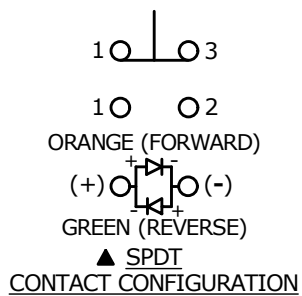 1 3
1 2
ORANGE (FORWARD)
+ -
(+) (-)
- +
GREEN (REVERSE)
▲ SPDT
CONTACT CONFIGURATION